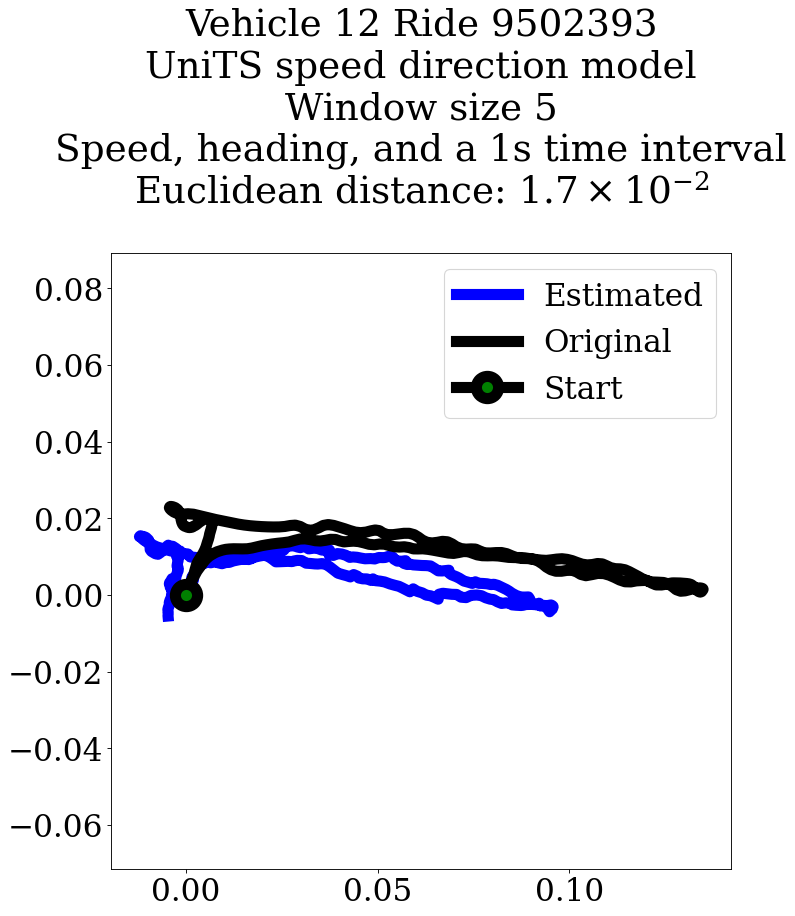 Vehicle 12 Ride 9502393
UniTS speed direction model
Window size 5
Speed, heading, and a 1s time interval
Euclidean distance: 1.7 × 10⁻²
Estimated
Original
Start
0.08
0.06
0.04
0.02
0.00
−0.02
−0.04
−0.06
0.00 0.05 0.10